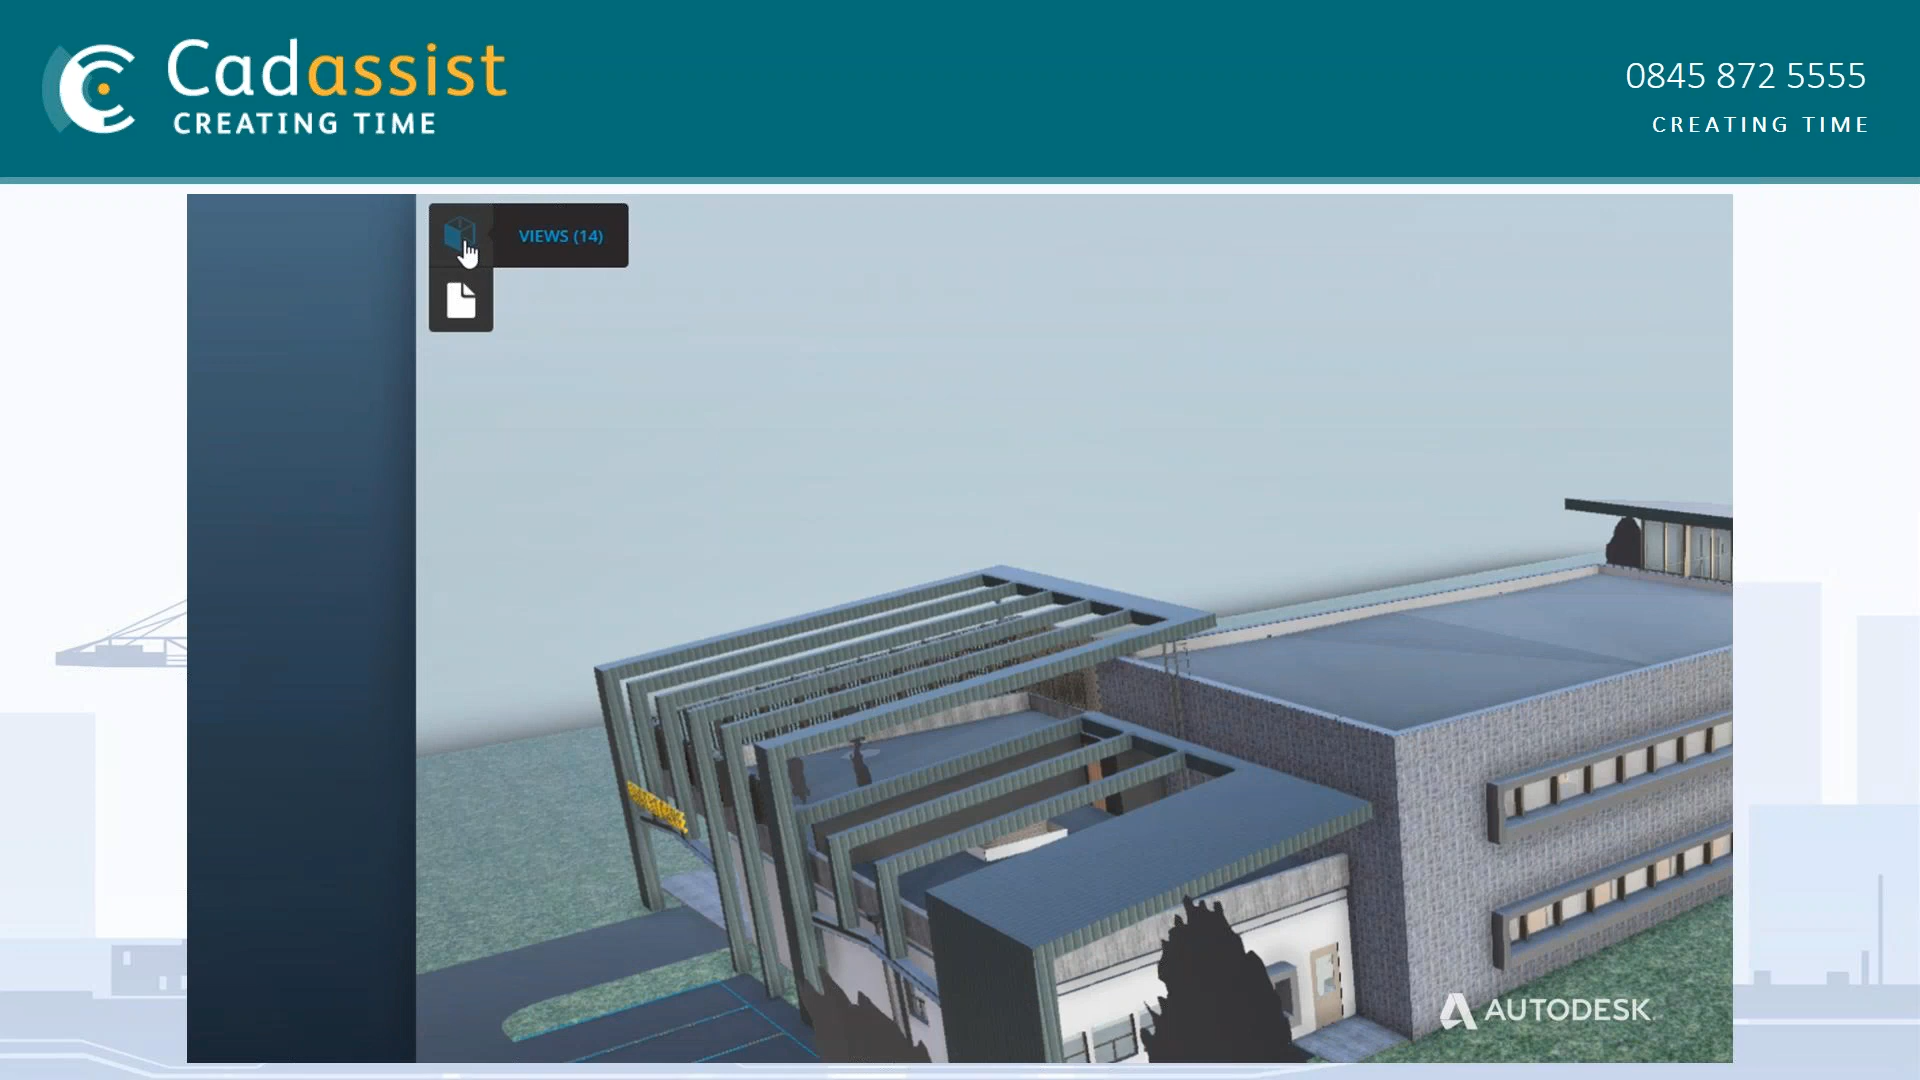 Cadassist
CREATING TIME
0845 872 5555
CREATING TIME
VIEWS (14)
AUTODESK